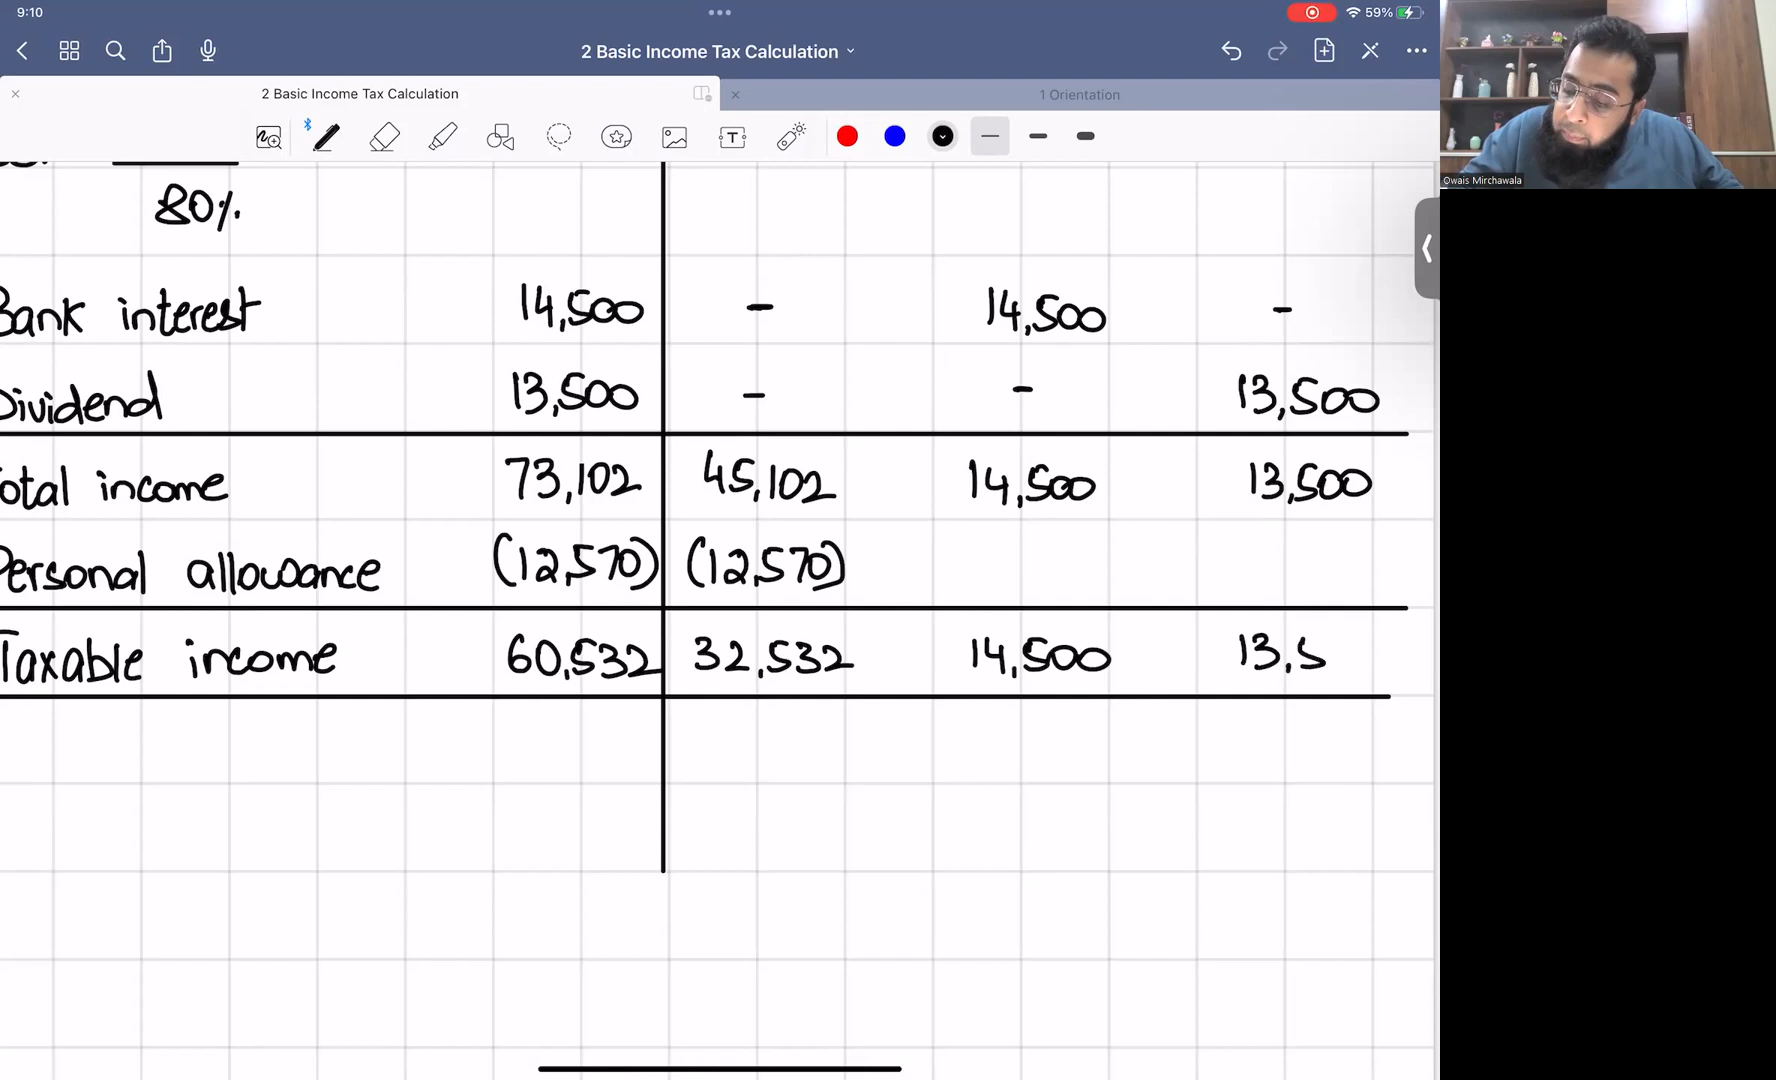 9:10 59%
2 Basic Income Tax Calculation
2 Basic Income Tax Calculation 1 Orientation
80%
Bank interest 14,500 - 14,500 -
Dividend 13,500 - - 13,500
Total income 73,102 45,102 14,500 13,500
Personal allowance (12,570) (12,570)
Taxable income 60,532 32,532 14,500 13,5
Owais Mirchawala